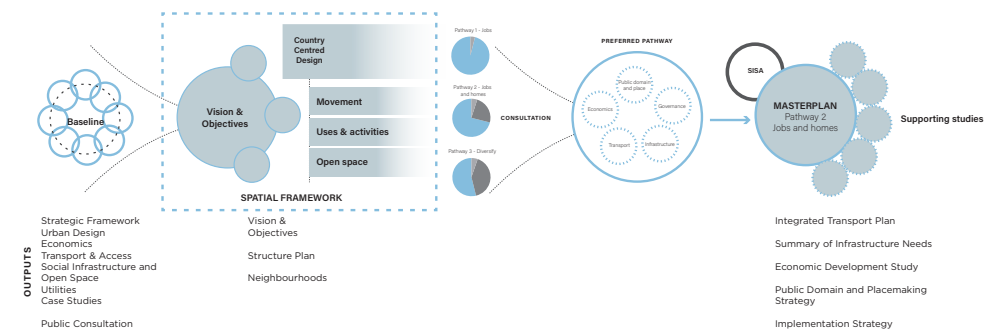 Baseline
Vision &
Objectives
Country
Centred
Design
Movement
Uses & activities
Open space
SPATIAL FRAMEWORK
Pathway 1 - Jobs
Pathway 2 - Jobs
and homes
Pathway 3 - Diversify
CONSULTATION
PREFERRED PATHWAY
Public domain
and place
Economics
Governance
Transport
Infrastructure
SISA
MASTERPLAN
Pathway 2
Jobs and homes
Supporting studies
OUTPUTS
Strategic Framework
Urban Design
Economics
Transport & Access
Social Infrastructure and
Open Space
Utilities
Case Studies
Public Consultation
Vision &
Objectives
Structure Plan
Neighbourhoods
Integrated Transport Plan
Summary of Infrastructure Needs
Economic Development Study
Public Domain and Placemaking
Strategy
Implementation Strategy